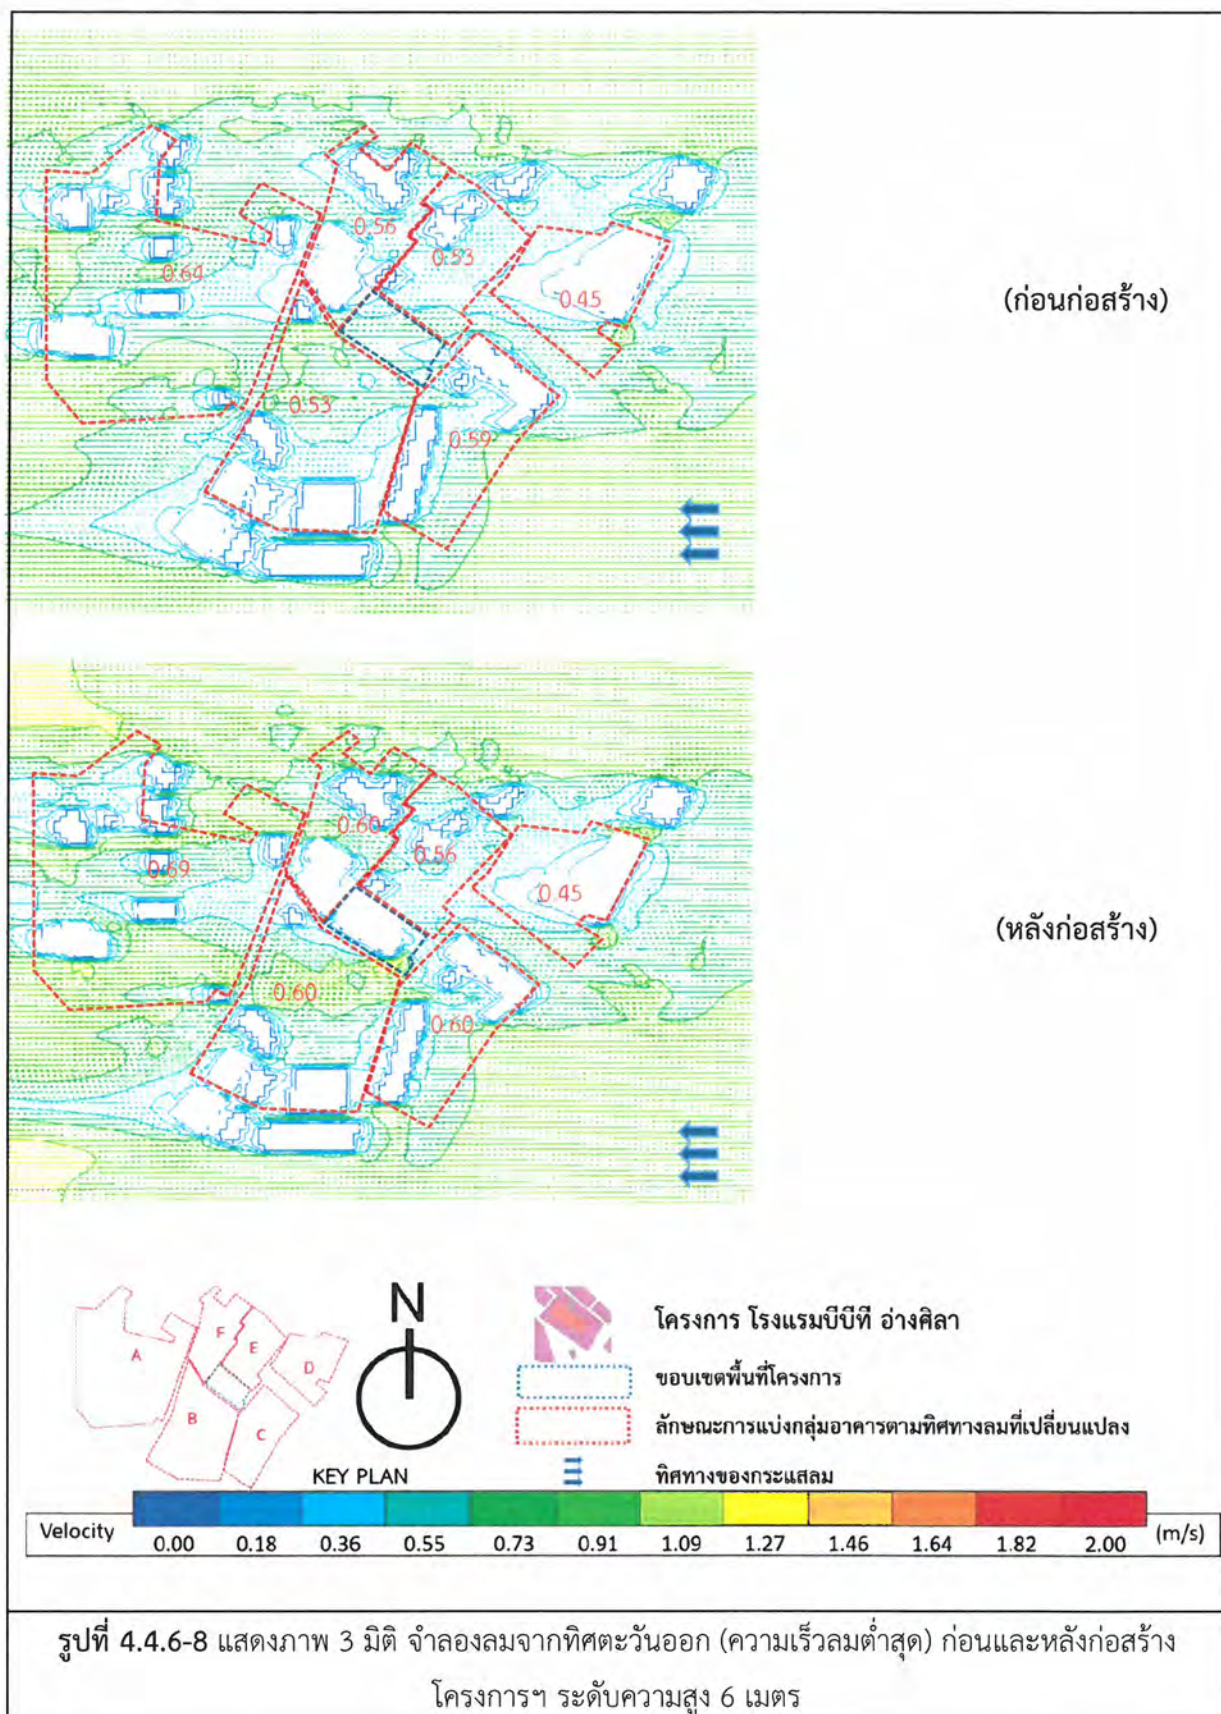 0.56
0.53
0.64
0.45
(ก่อนก่อสร้าง)
0.53
0.59
0.60
0.56
0.69
0.45
(หลังก่อสร้าง)
0.60
0.60
N
A
F
E
D
B
C
KEY PLAN
โครงการ โรงแรมบีบีที อ่างศิลา
ขอบเขตพื้นที่โครงการ
ลักษณะการแบ่งกลุ่มอาคารตามทิศทางลมที่เปลี่ยนแปลง
ทิศทางของกระแสลม
Velocity 0.00 0.18 0.36 0.55 0.73 0.91 1.09 1.27 1.46 1.64 1.82 2.00 (m/s)
รูปที่ 4.4.6-8 แสดงภาพ 3 มิติ จำลองลมจากทิศตะวันออก (ความเร็วลมต่ำสุด) ก่อนและหลังก่อสร้าง
โครงการฯ ระดับความสูง 6 เมตร